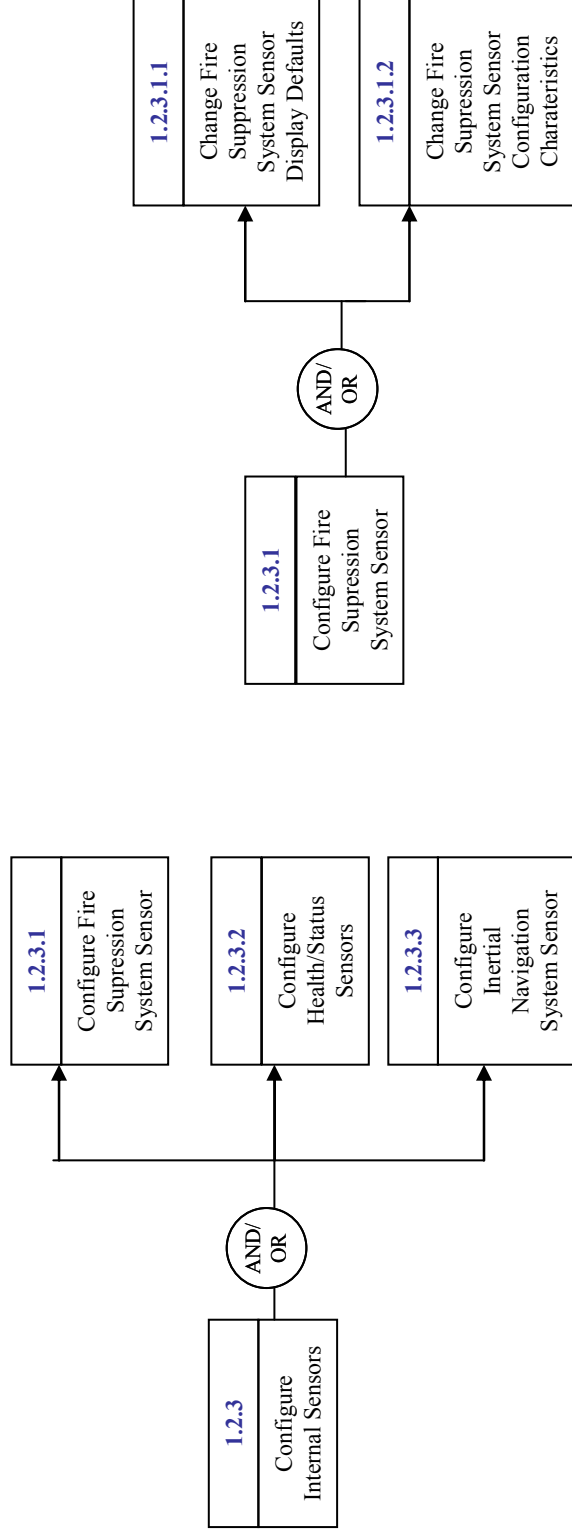 1.2.3
Configure
Internal Sensors
AND/
OR
1.2.3.1
Configure Fire
Supression
System Sensor
1.2.3.2
Configure
Health/Status
Sensors
1.2.3.3
Configure
Inertial
Navigation
System Sensor
1.2.3.1
Configure Fire
Supression
System Sensor
AND/
OR
1.2.3.1.1
Change Fire
Suppression
System Sensor
Display Defaults
1.2.3.1.2
Change Fire
Supression
System Sensor
Configuration
Charateristics